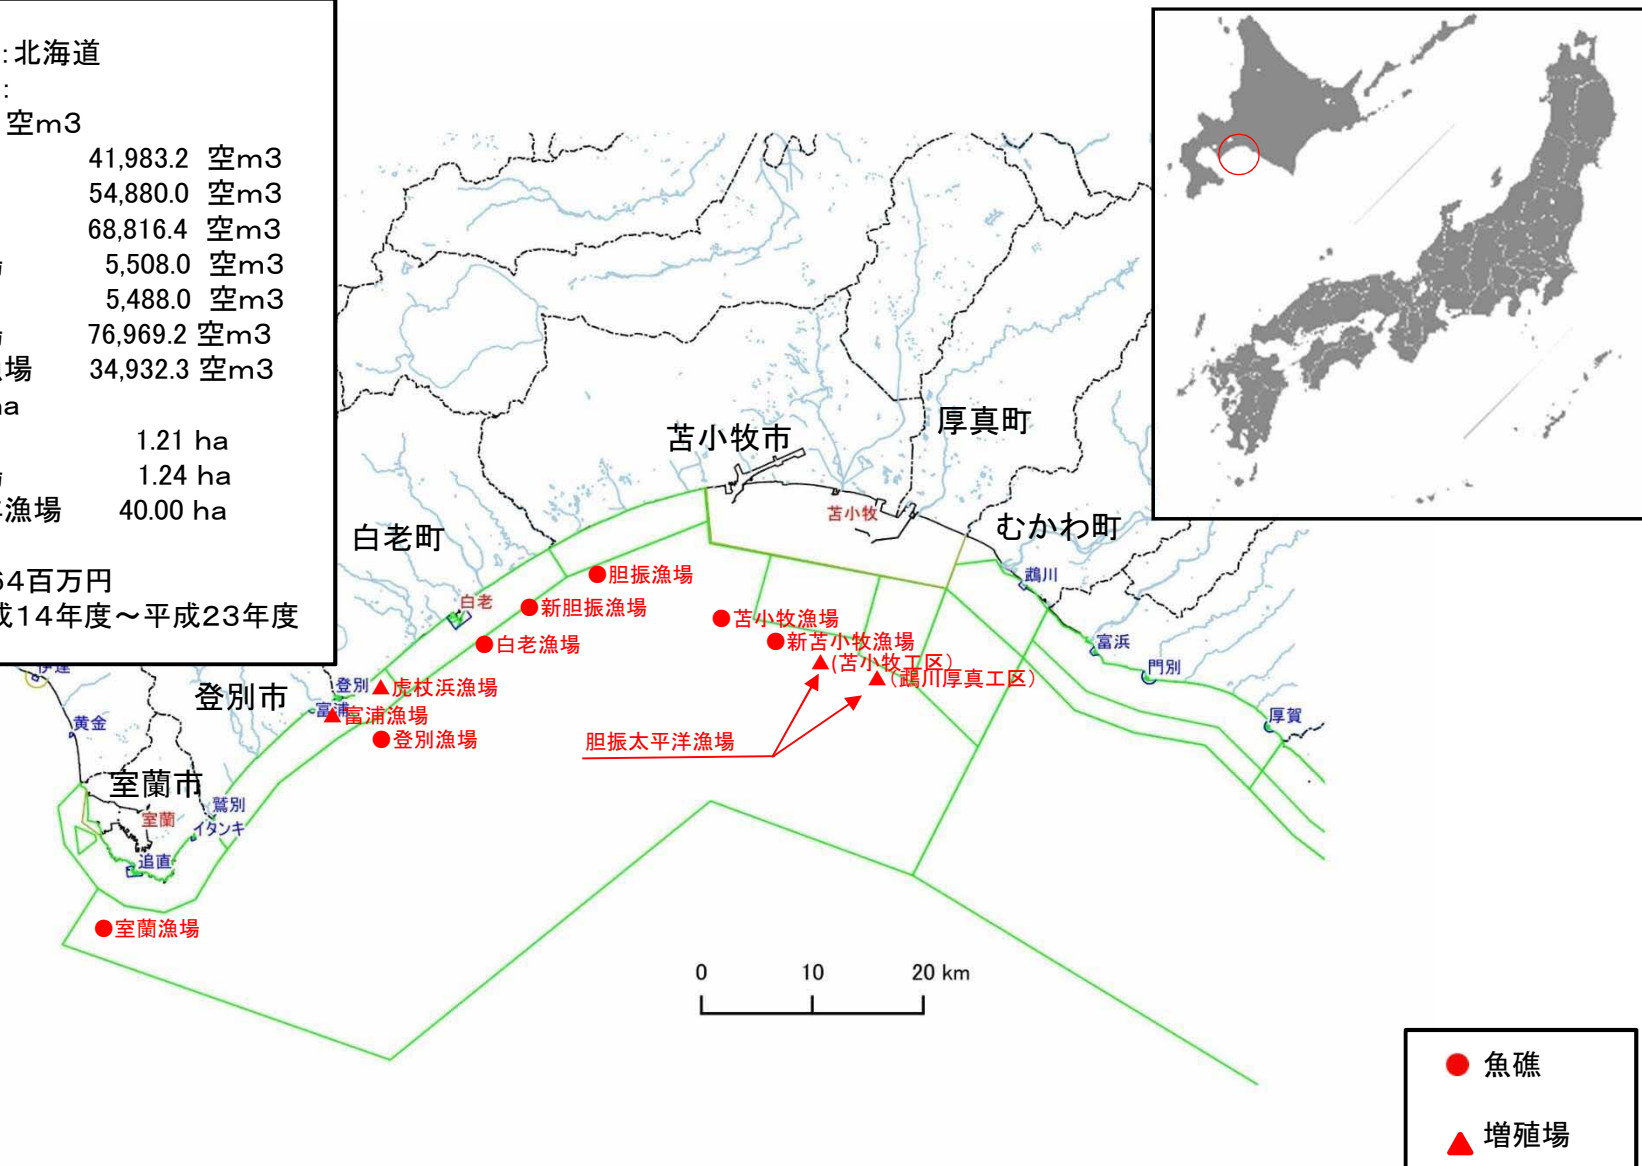 :北海道
:
空m3
41,983.2 空m3
54,880.0 空m3
68,816.4 空m3
5,508.0 空m3
5,488.0 空m3
76,969.2 空m3
場 34,932.3 空m3
ha
1.21 ha
1.24 ha
漁場 40.00 ha
64百万円
成14年度～平成23年度
苫小牧市
厚真町
白老町
苫小牧
むかわ町
胆振漁場
鵡川
白老
新胆振漁場
苫小牧漁場
白老漁場
新苫小牧漁場
富浜
(苫小牧工区)
門別
伊達
登別市
登別
虎杖浜漁場
(鵡川厚真工区)
黄金
富浦
富浦漁場
厚賀
登別漁場
胆振太平洋漁場
室蘭市
鷲別
室蘭
イタンキ
追直
室蘭漁場
0 10 20 km
魚礁
増殖場